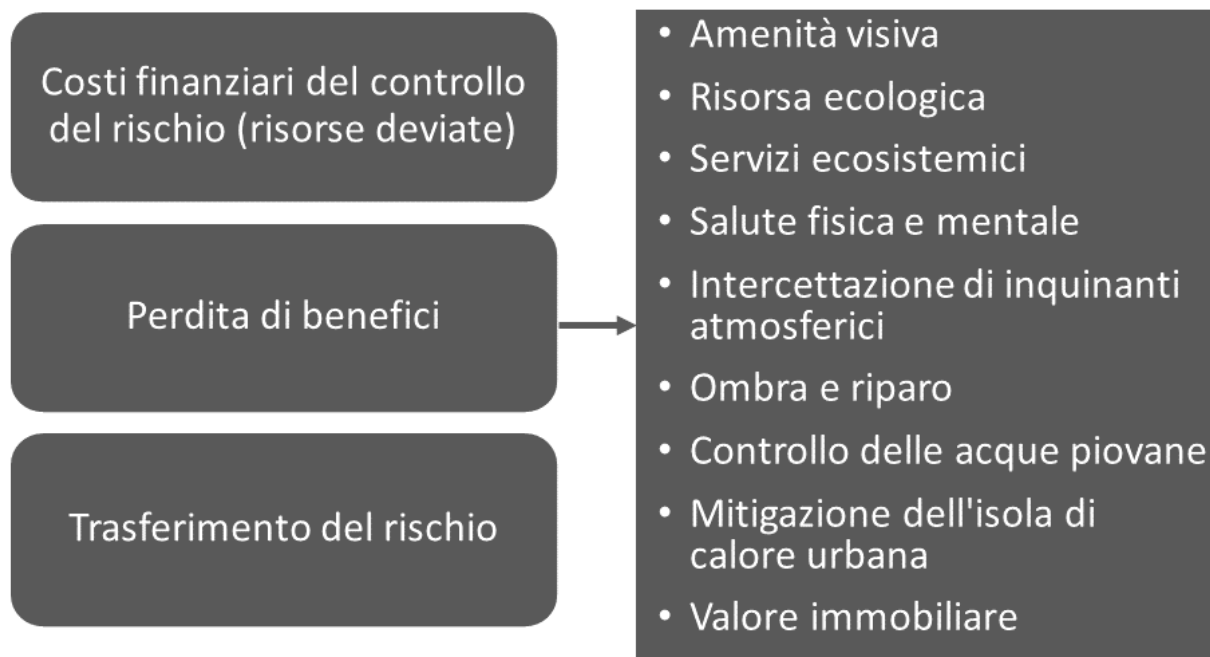 Costi finanziari del controllo
del rischio (risorse deviate)
Perdita di benefici
Trasferimento del rischio
• Amenità visiva
• Risorsa ecologica
• Servizi ecosistemici
• Salute fisica e mentale
• Intercettazione di inquinanti
atmosferici
• Ombra e riparo
• Controllo delle acque piovane
• Mitigazione dell'isola di
calore urbana
• Valore immobiliare